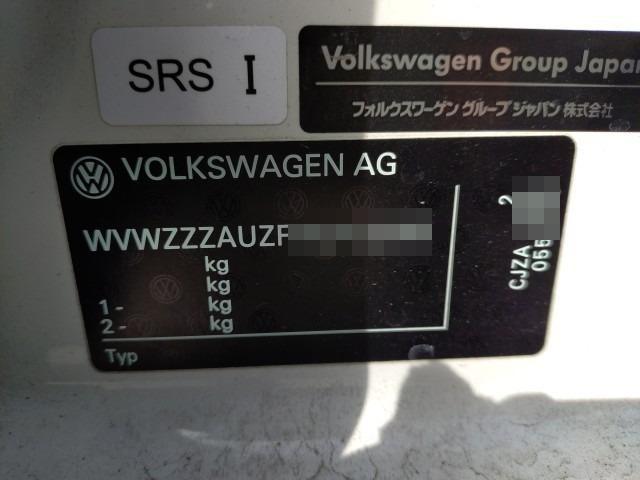 SRS I
Volkswagen Group Japan
フォルクスワーゲン グループ ジャパン 株式会社
VOLKSWAGEN AG
WVWZZZAUZF
kg
kg
1- kg
2- kg
Typ
2
CJZA
055